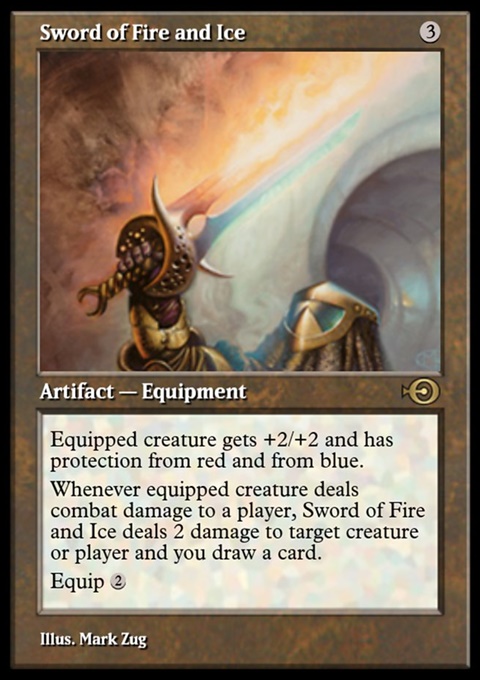 Sword of Fire and Ice 3
Artifact — Equipment
Equipped creature gets +2/+2 and has
protection from red and from blue.
Whenever equipped creature deals
combat damage to a player, Sword of Fire
and Ice deals 2 damage to target creature
or player and you draw a card.
Equip 2
Illus. Mark Zug